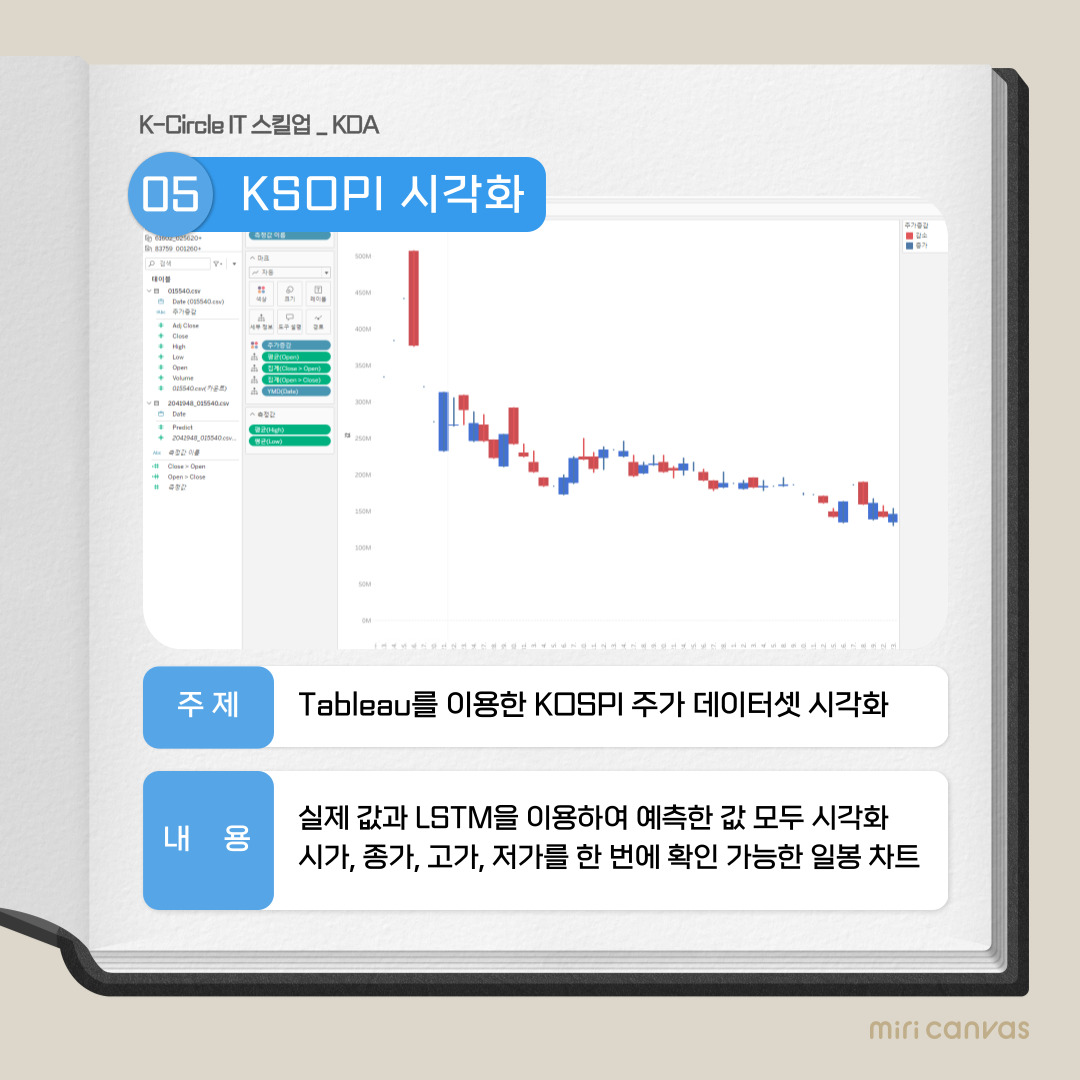 K-Circle IT 스킬업 _ KDA
05 KSOPI 시각화
83759_001260+
검색
테이블
015540.csv
Date (015540.csv)
Abc 주가증감
Adj Close
Close
High
Low
Open
Volume
015540.csv(카운트)
2041948_015540.csv
Date
Predict
2041948_015540.csv...
Abc 측정값 이름
Close > Open
Open > Close
측정값
측정값 이름
마크
자동
색상 크기 레이블
세부 정보 도구 설명 경로
주가증감
평균(Open)
집계(Close > Open)
집계(Open > Close)
YMD(Date)
측정값
평균(High)
평균(Low)
500M
450M
400M
350M
300M
250M
200M
150M
100M
50M
0M
값
주가증감
감소
증가
주 제
Tableau를 이용한 KOSPI 주가 데이터셋 시각화
내 용
실제 값과 LSTM을 이용하여 예측한 값 모두 시각화
시가, 종가, 고가, 저가를 한 번에 확인 가능한 일봉 차트
miri canvas